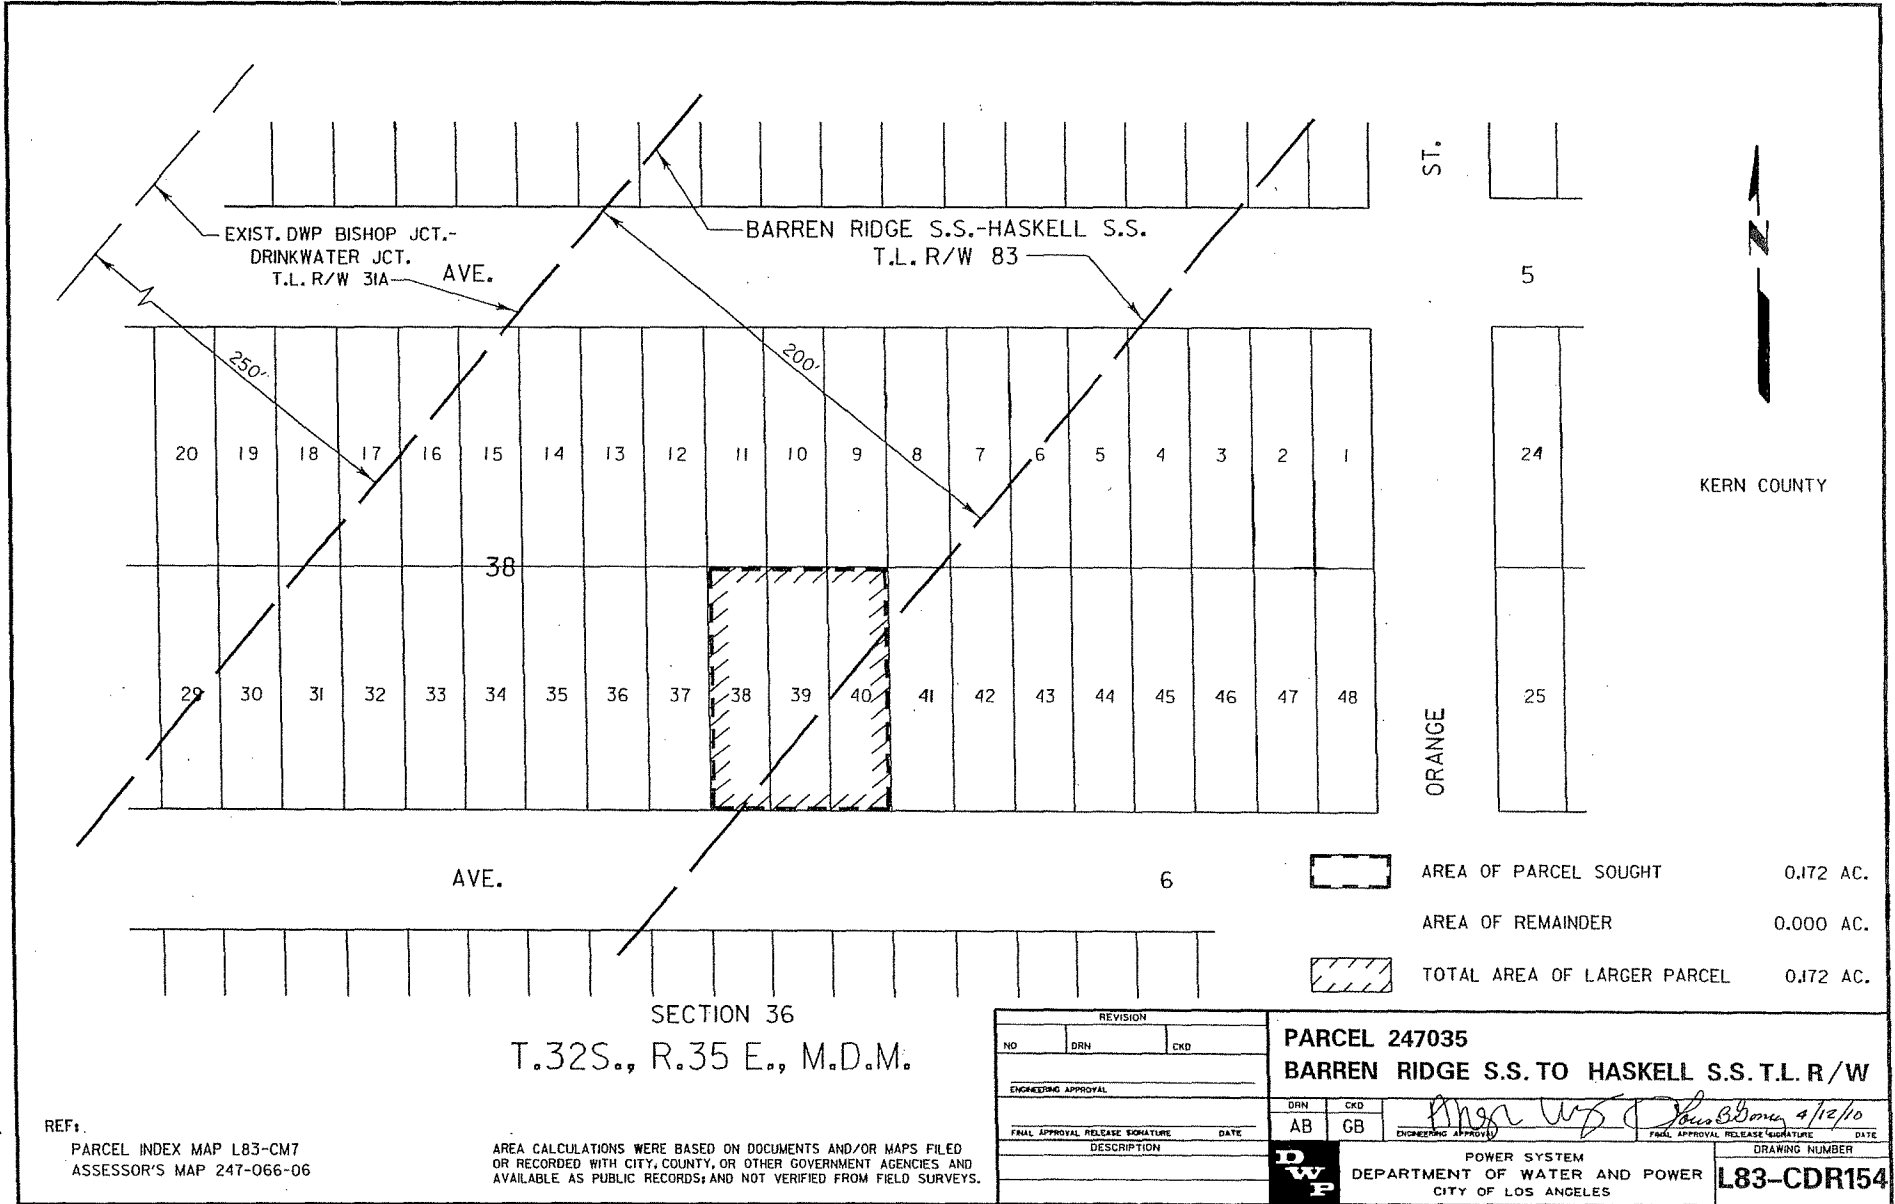 ST.
EXIST. DWP BISHOP JCT.-
DRINKWATER JCT.
T.L. R/W 31A
AVE.
BARREN RIDGE S.S.-HASKELL S.S.
T.L. R/W 83
5
N
250'
200'
20 19 18 17 16 15 14 13 12 11 10 9 8 7 6 5 4 3 2 1 24
KERN COUNTY
38
29 30 31 32 33 34 35 36 37 38 39 40 41 42 43 44 45 46 47 48 25
ORANGE
AVE. 6
AREA OF PARCEL SOUGHT 0.172 AC.
AREA OF REMAINDER 0.000 AC.
TOTAL AREA OF LARGER PARCEL 0.172 AC.
SECTION 36
T.32S., R.35 E., M.D.M.
REF:
PARCEL INDEX MAP L83-CM7
ASSESSOR'S MAP 247-066-06
AREA CALCULATIONS WERE BASED ON DOCUMENTS AND/OR MAPS FILED
OR RECORDED WITH CITY, COUNTY, OR OTHER GOVERNMENT AGENCIES AND
AVAILABLE AS PUBLIC RECORDS; AND NOT VERIFIED FROM FIELD SURVEYS.
REVISION
NO DRN CKD
ENGINEERING APPROVAL
FINAL APPROVAL RELEASE SIGNATURE DATE
DESCRIPTION
PARCEL 247035
BARREN RIDGE S.S. TO HASKELL S.S. T.L. R/W
DRN CKD
AB GB
4/12/10
ENGINEERING APPROVAL
FINAL APPROVAL RELEASE SIGNATURE DATE
DWP
POWER SYSTEM
DEPARTMENT OF WATER AND POWER
CITY OF LOS ANGELES
DRAWING NUMBER
L83-CDR154